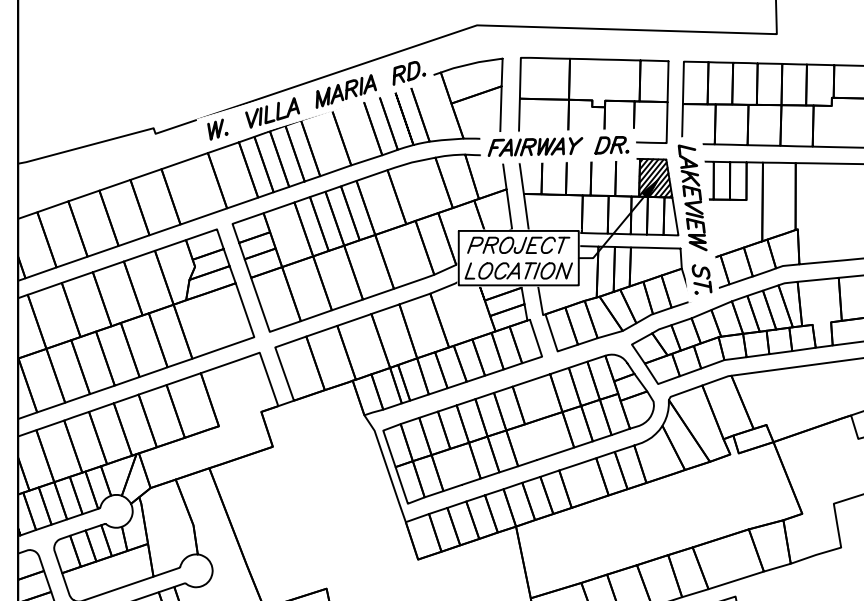 W. VILLA MARIA RD.
FAIRWAY DR.
LAKEVIEW ST.
PROJECT
LOCATION